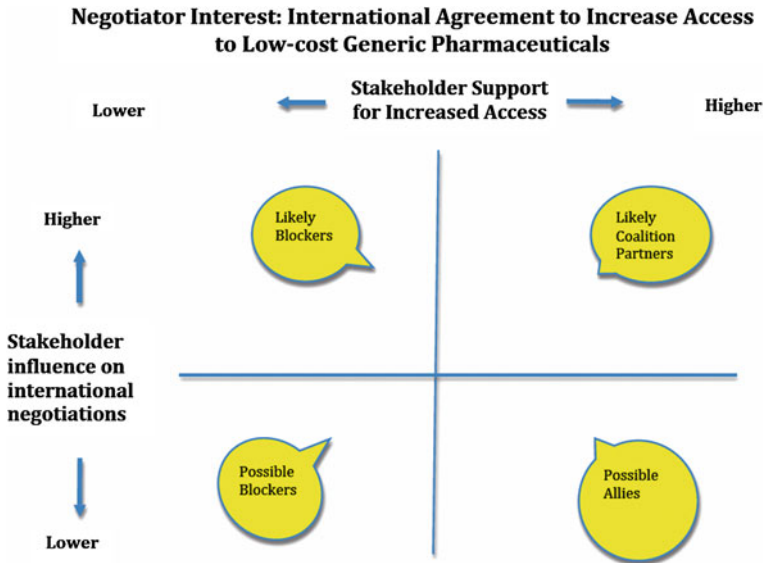 Negotiator Interest: International Agreement to Increase Access
to Low-cost Generic Pharmaceuticals
Stakeholder Support
for Increased Access
Lower
Higher
Higher
Likely
Blockers
Likely
Coalition
Partners
Stakeholder
influence on
international
negotiations
Possible
Blockers
Possible
Allies
Lower